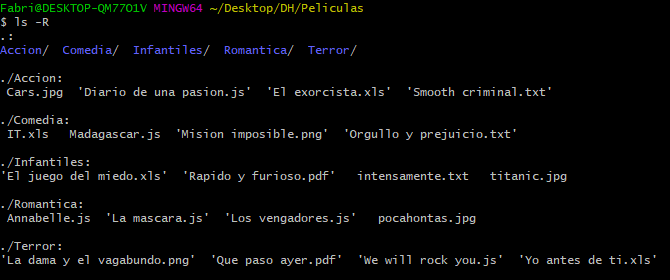 Fabri@DESKTOP-QM77O1V MINGW64 ~/Desktop/DH/Peliculas
$ ls -R
.:
Accion/  Comedia/  Infantiles/  Romantica/  Terror/

./Accion:
 Cars.jpg  'Diario de una pasion.js'  'El exorcista.xls'  'Smooth criminal.txt'

./Comedia:
 IT.xls   Madagascar.js  'Mision imposible.png'  'Orgullo y prejuicio.txt'

./Infantiles:
'El juego del miedo.xls'  'Rapido y furioso.pdf'   intensamente.txt   titanic.jpg

./Romantica:
 Annabelle.js  'La mascara.js'  'Los vengadores.js'   pocahontas.jpg

./Terror:
'La dama y el vagabundo.png'  'Que paso ayer.pdf'  'We will rock you.js'  'Yo antes de ti.xls'